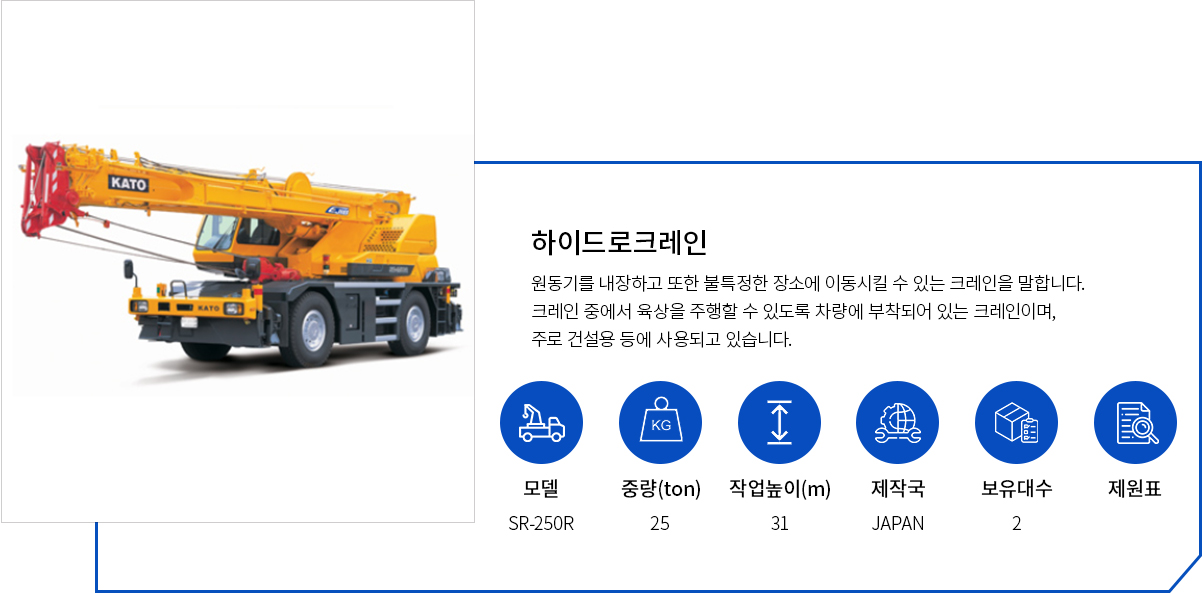 KATO
KATO
하이드로크레인
원동기를 내장하고 또한 불특정한 장소에 이동시킬 수 있는 크레인을 말합니다.
크레인 중에서 육상을 주행할 수 있도록 차량에 부착되어 있는 크레인이며,
주로 건설용 등에 사용되고 있습니다.
KG
모델 중량(ton) 작업높이(m) 제작국 보유대수 제원표
SR-250R 25 31 JAPAN 2